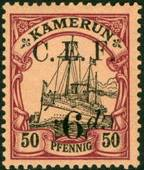 KAMERUN
C. E. F.
6d.
50 50
PFENNIG